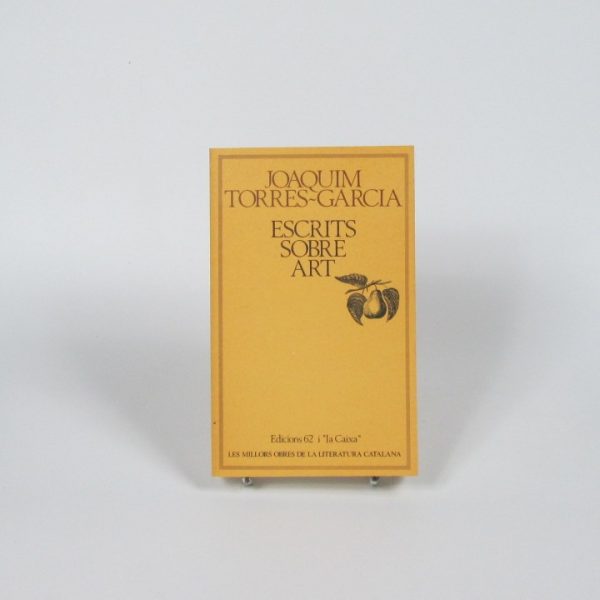 JOAQUIM
TORRES-GARCIA
ESCRITS
SOBRE
ART
Edicions 62 i "la Caixa"
LES MILLORS OBRES DE LA LITERATURA CATALANA